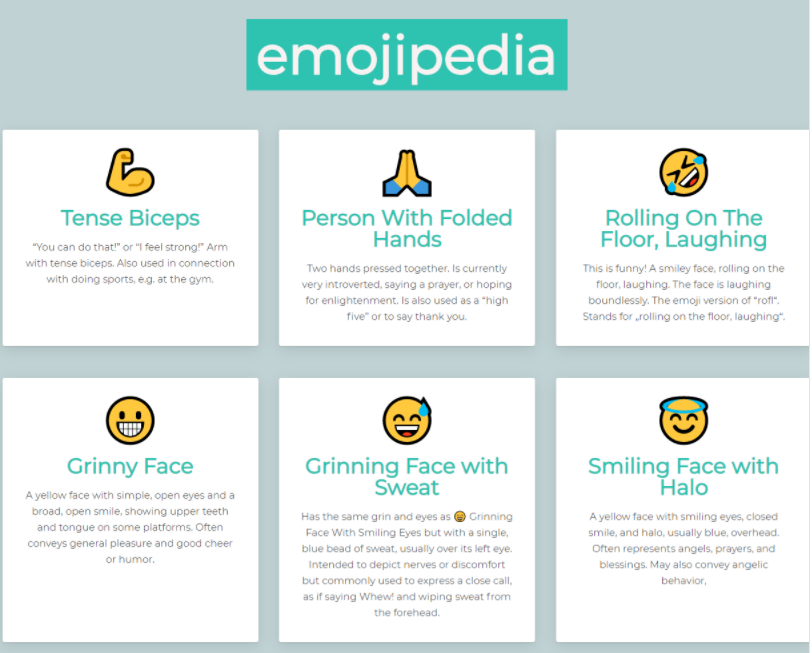 emojipedia
Tense Biceps
“You can do that!” or “I feel strong!” Arm
with tense biceps. Also used in connection
with doing sports, e.g. at the gym.
Person With Folded
Hands
Two hands pressed together. Is currently
very introverted, saying a prayer, or hoping
for enlightenment. Is also used as a “high
five” or to say thank you.
Rolling On The
Floor, Laughing
This is funny! A smiley face, rolling on the
floor, laughing. The face is laughing
boundlessly. The emoji version of “rofl“.
Stands for „rolling on the floor, laughing“.
Grinny Face
A yellow face with simple, open eyes and a
broad, open smile, showing upper teeth
and tongue on some platforms. Often
conveys general pleasure and good cheer
or humor.
Grinning Face with
Sweat
Has the same grin and eyes as 😄 Grinning
Face With Smiling Eyes but with a single,
blue bead of sweat, usually over its left eye.
Intended to depict nerves or discomfort
but commonly used to express a close call,
as if saying Whew! and wiping sweat from
the forehead.
Smiling Face with
Halo
A yellow face with smiling eyes, closed
smile, and halo, usually blue, overhead.
Often represents angels, prayers, and
blessings. May also convey angelic
behavior,